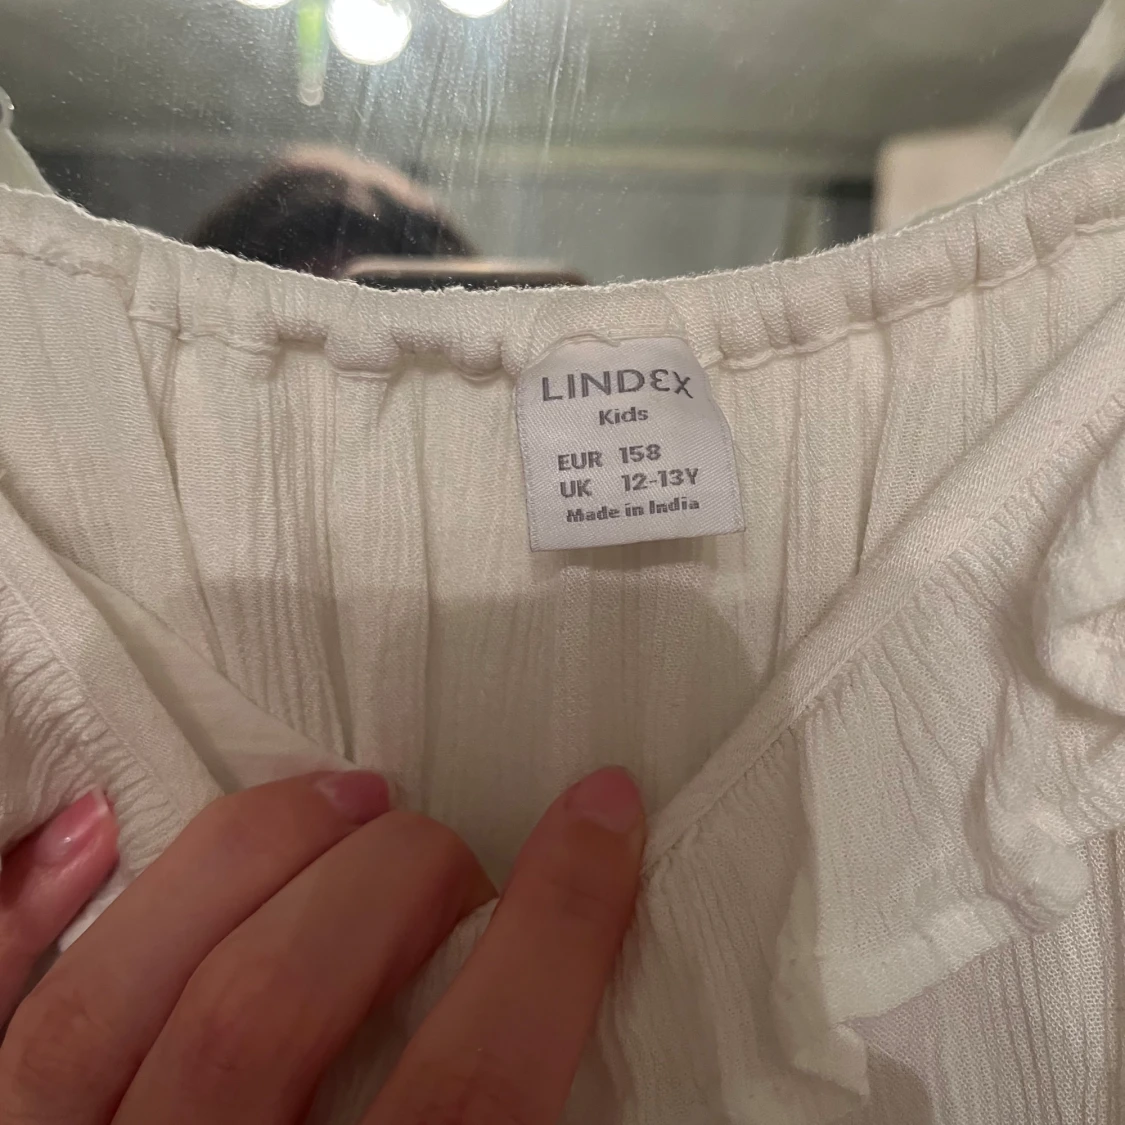 LINDEX
Kids
EUR 158
UK 12-13Y
Made in India